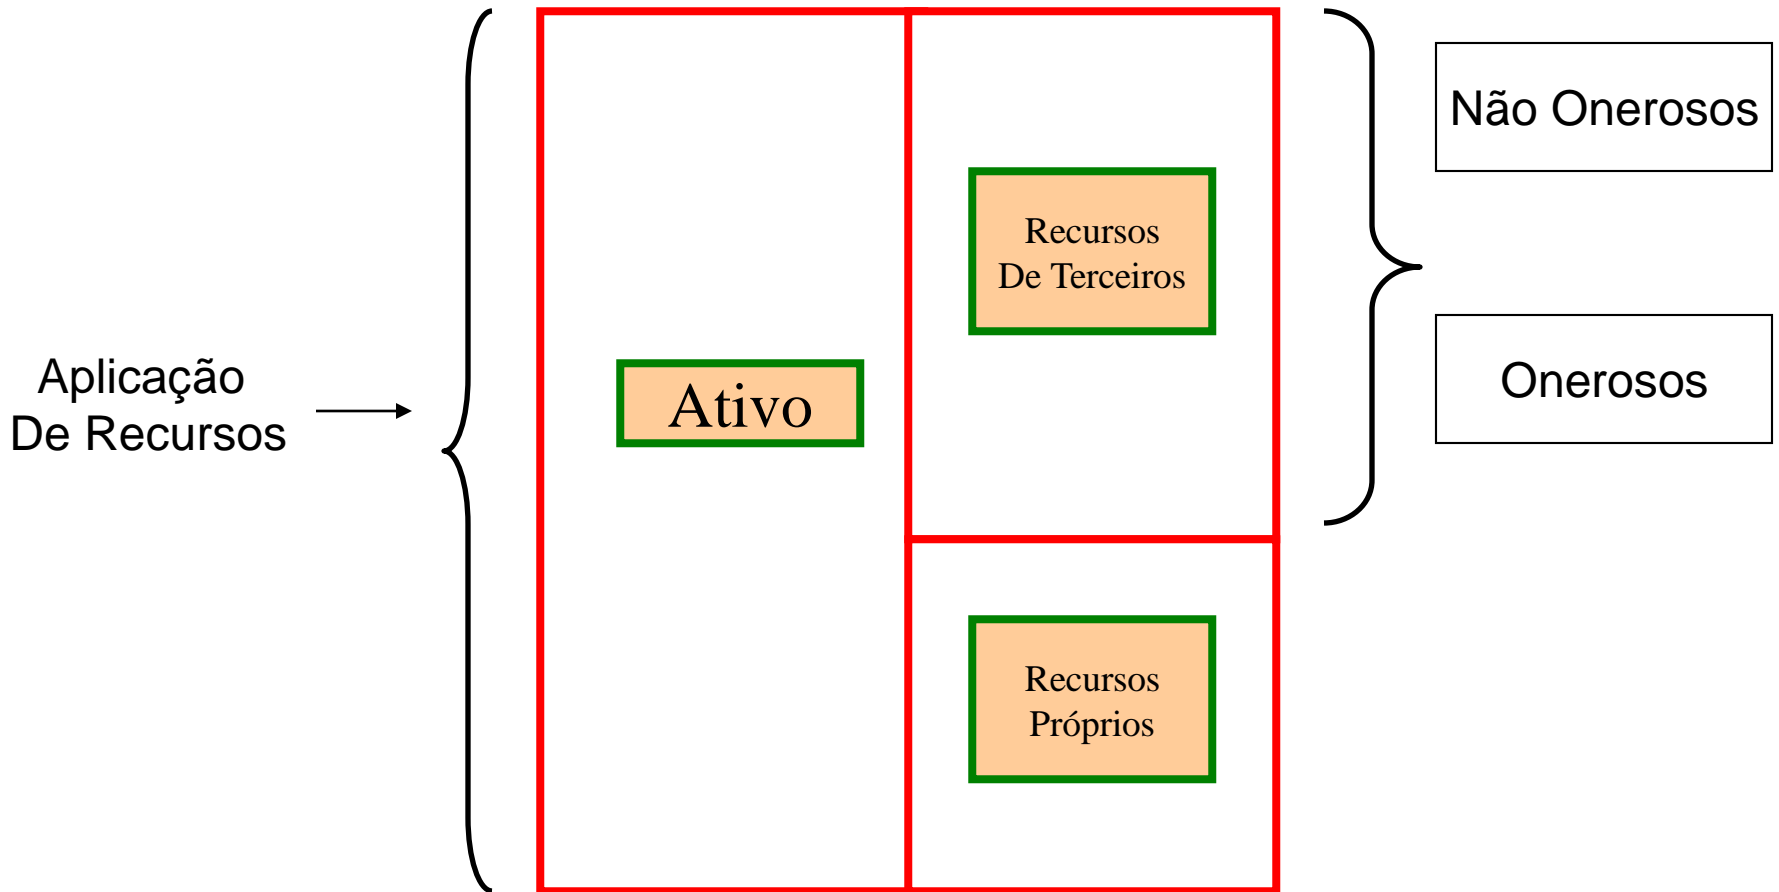 Aplicação
De Recursos
Ativo
Recursos
De Terceiros
Recursos
Próprios
Não Onerosos
Onerosos